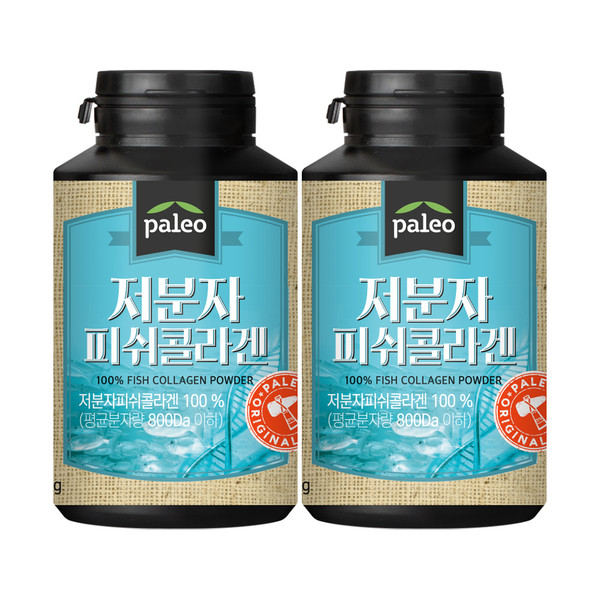 paleo
저분자
피쉬콜라겐
100% FISH COLLAGEN POWDER
저분자피쉬콜라겐 100 %
(평균분자량 800Da 이하)
PALEO
ORIGINAL
g
paleo
저분자
피쉬콜라겐
100% FISH COLLAGEN POWDER
저분자피쉬콜라겐 100 %
(평균분자량 800Da 이하)
PALEO
ORIGINAL
g